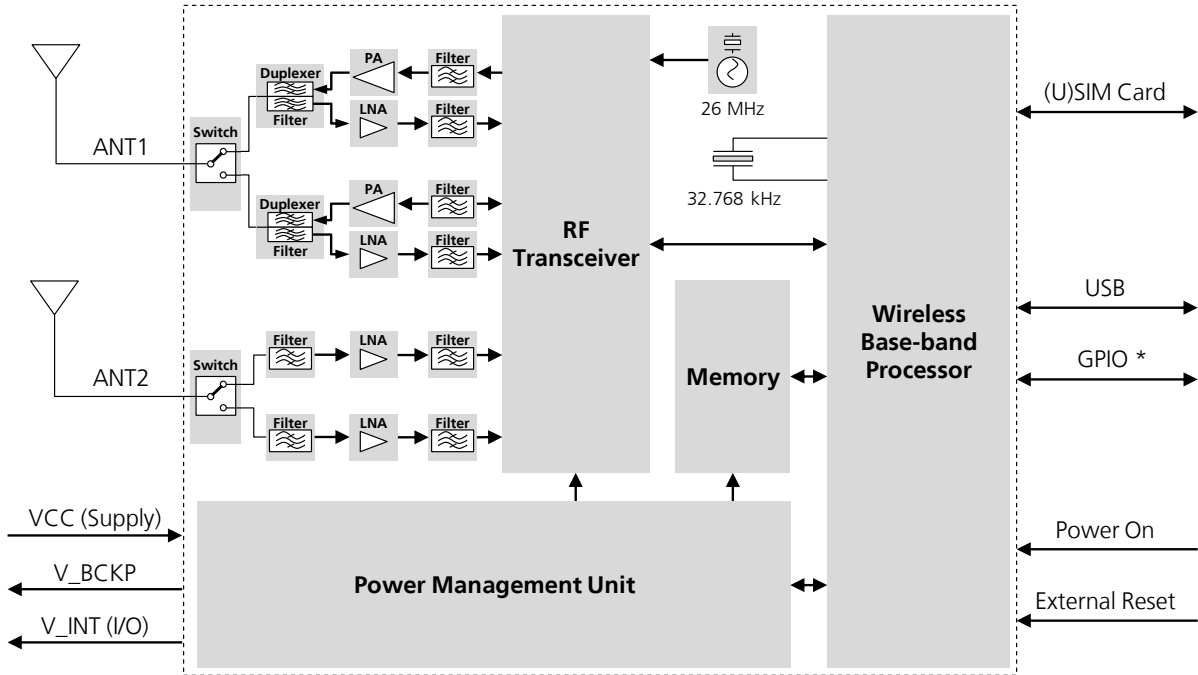 ANT1
Switch
Duplexer
Filter
PA
Filter
LNA
Filter
Duplexer
Filter
PA
Filter
LNA
Filter
ANT2
Switch
Filter
LNA
Filter
Filter
LNA
Filter
RF
Transceiver
26 MHz
32.768 kHz
Memory
Wireless
Base-band
Processor
Power Management Unit
VCC (Supply)
V_BCKP
V_INT (I/O)
(U)SIM Card
USB
GPIO *
Power On
External Reset